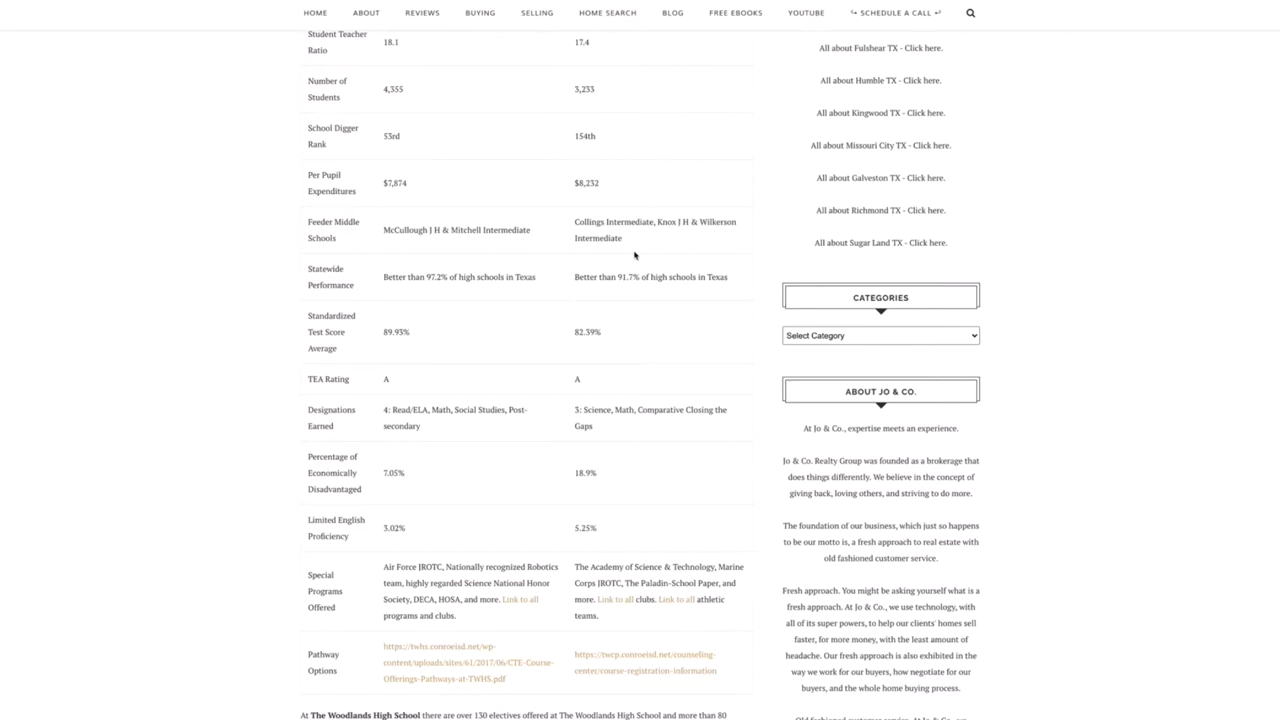 HOME ABOUT REVIEWS BUYING SELLING HOME SEARCH BLOG FREE EBOOKS YOUTUBE ↪ SCHEDULE A CALL ↩
Student Teacher
Ratio
18.1
17.4
Number of
Students
4,355
3,233
School Digger
Rank
53rd
154th
Per Pupil
Expenditures
$7,874
$8,232
Feeder Middle
Schools
McCullough J H & Mitchell Intermediate
Collings Intermediate, Knox J H & Wilkerson
Intermediate
Statewide
Performance
Better than 97.2% of high schools in Texas
Better than 91.7% of high schools in Texas
Standardized
Test Score
Average
89.93%
82.39%
TEA Rating
A
A
Designations
Earned
4: Read/ELA, Math, Social Studies, Post-
secondary
3: Science, Math, Comparative Closing the
Gaps
Percentage of
Economically
Disadvantaged
7.05%
18.9%
Limited English
Proficiency
3.02%
5.25%
Special
Programs
Offered
Air Force JROTC, Nationally recognized Robotics
team, highly regarded Science National Honor
Society, DECA, HOSA, and more. Link to all
programs and clubs.
The Academy of Science & Technology, Marine
Corps JROTC, The Paladin-School Paper, and
more. Link to all clubs. Link to all athletic
teams.
Pathway
Options
https://twhs.conroeisd.net/wp-
content/uploads/sites/61/2017/06/CTE-Course-
Offerings-Pathways-at-TWHS.pdf
https://twcp.conroeisd.net/counseling-
center/course-registration-information
At The Woodlands High School there are over 130 electives offered at The Woodlands High School and more than 80
All about Fulshear TX - Click here.
All about Humble TX - Click here.
All about Kingwood TX - Click here.
All about Missouri City TX - Click here.
All about Galveston TX - Click here.
All about Richmond TX - Click here.
All about Sugar Land TX - Click here.
CATEGORIES
Select Category
ABOUT JO & CO.
At Jo & Co., expertise meets an experience.
Jo & Co. Realty Group was founded as a brokerage that
does things differently. We believe in the concept of
giving back, loving others, and striving to do more.
The foundation of our business, which just so happens
to be our motto is, a fresh approach to real estate with
old fashioned customer service.
Fresh approach. You might be asking yourself what is a
fresh approach. At Jo & Co., we use technology, with
all of its super powers, to help our clients' homes sell
faster, for more money, with the least amount of
headache. Our fresh approach is also exhibited in the
way we work for our buyers, how negotiate for our
buyers, and the whole home buying process.
Old fashioned customer service. At Jo & Co., we